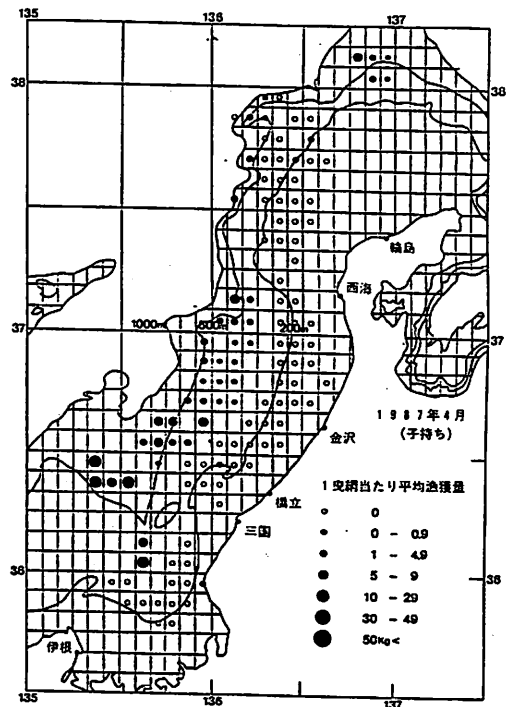 135 136 137
38 38
輪島
西海
1000m 500m 200m
37 37
1987年4月
(子持ち)
金沢
1曳網当たり平均漁獲量
橋立
0
三国
0 - 0.9
1 - 4.9
36 36
5 - 9
10 - 29
30 - 49
伊根
50Kg<
135 136 137